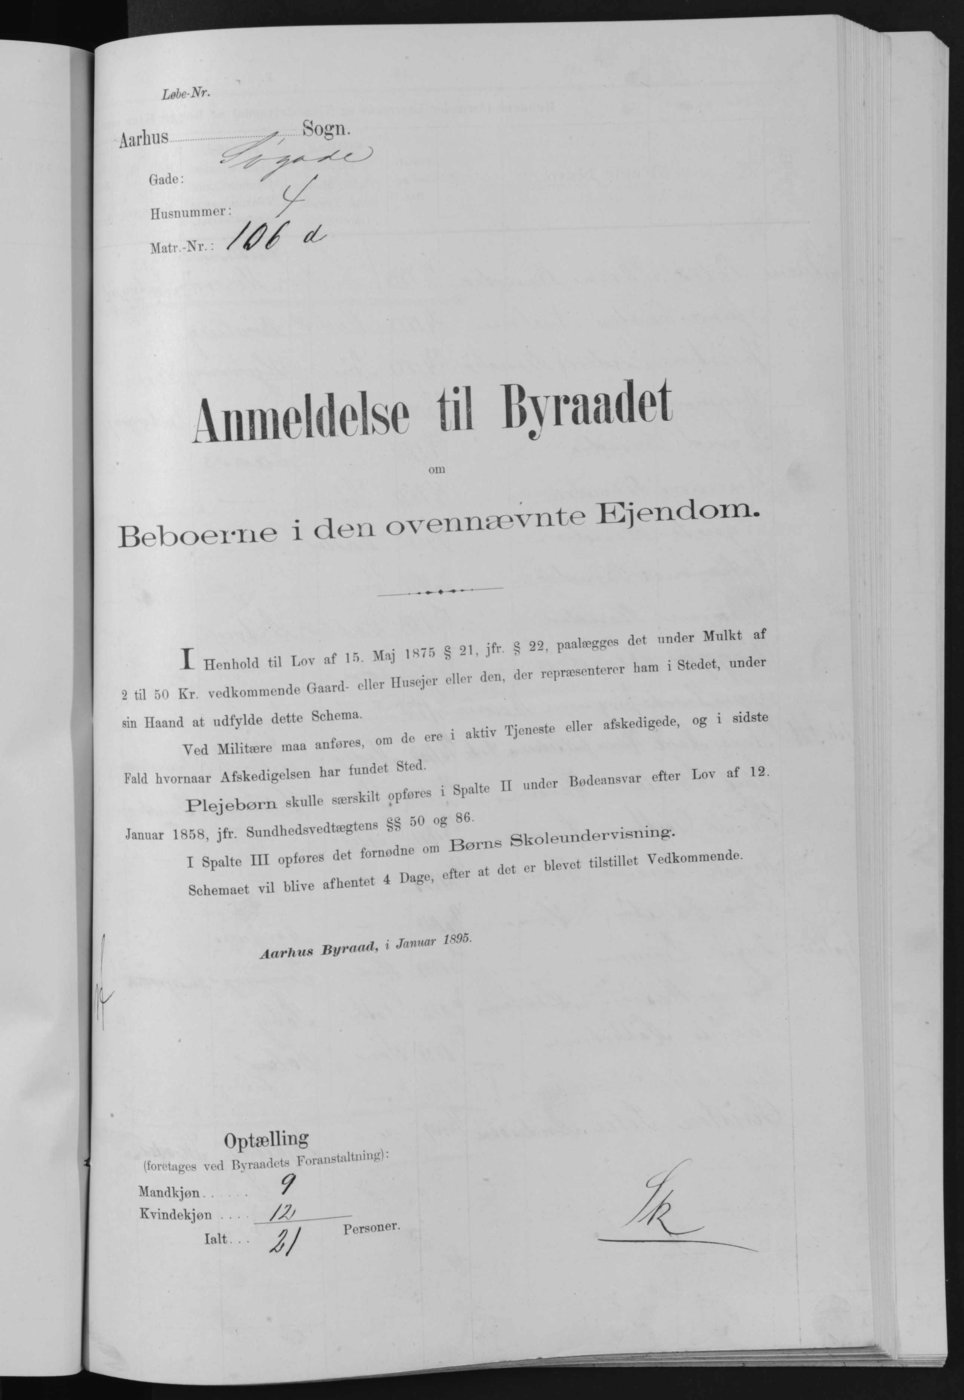 Løbe-Nr.
Aarhus Sogn.
Gade: Søgade
Husnummer: 4
Matr.-Nr.: 106 d
Anmeldelse til Byraadet
om
Beboerne i den ovennævnte Ejendom.
I Henhold til Lov af 15. Maj 1875 § 21, jfr. § 22, paalægges det under Mulkt af
2 til 50 Kr. vedkommende Gaard- eller Husejer eller den, der repræsenterer ham i Stedet, under
sin Haand at udfylde dette Schema.
Ved Militære maa anføres, om de ere i aktiv Tjeneste eller afskedigede, og i sidste
Fald hvornaar Afskedigelsen har fundet Sted.
Plejebørn skulle særskilt opføres i Spalte II under Bødeansvar efter Lov af 12.
Januar 1858, jfr. Sundhedsvedtægtens §§ 50 og 86.
I Spalte III opføres det fornødne om Børns Skoleundervisning.
Schemaet vil blive afhentet 4 Dage, efter at det er blevet tilstillet Vedkommende.
Aarhus Byraad, i Januar 1895.
Optælling
(foretages ved Byraadets Foranstaltning):
Mandkjøn...... 9
Kvindekjøn .... 12
Ialt... 21 Personer.
Sk